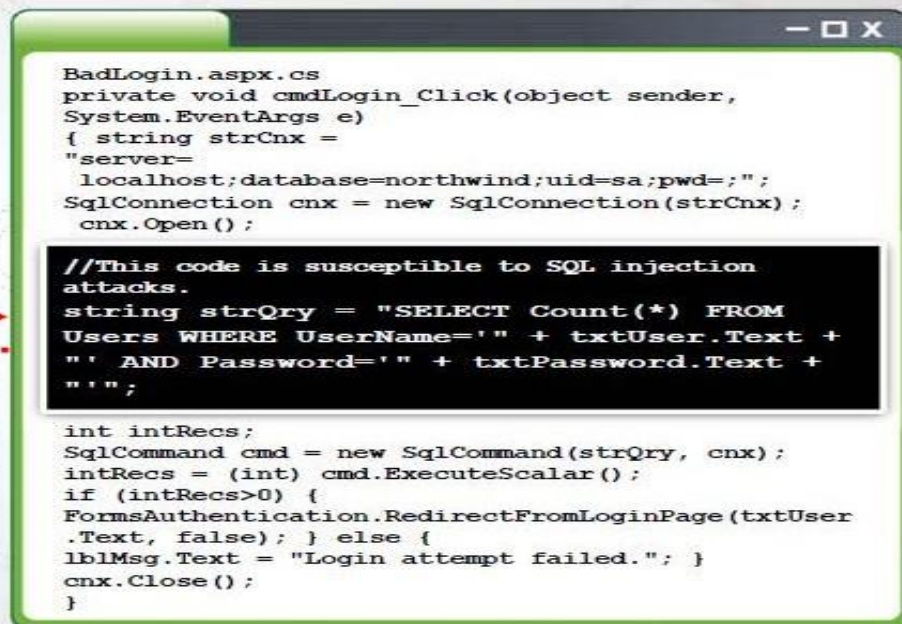 BadLogin.aspx.cs
private void cmdLogin_Click(object sender,
System.EventArgs e)
{ string strCnx =
"server=
localhost;database=northwind;uid=sa;pwd=;";
SqlConnection cnx = new SqlConnection(strCnx);
cnx.Open();
//This code is susceptible to SQL injection
attacks.
string strQry = "SELECT Count(*) FROM
Users WHERE UserName='" + txtUser.Text +
"' AND Password='" + txtPassword.Text +
"'";
int intRecs;
SqlCommand cmd = new SqlCommand(strQry, cnx);
intRecs = (int) cmd.ExecuteScalar();
if (intRecs>0) {
FormsAuthentication.RedirectFromLoginPage(txtUser
.Text, false); } else {
lblMsg.Text = "Login attempt failed."; }
cnx.Close();
}